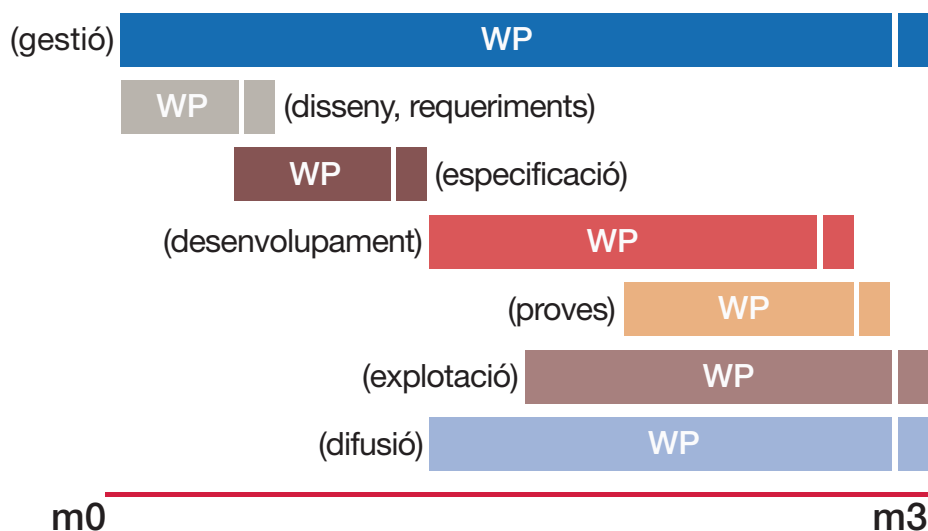 (gestió) WP
WP (disseny, requeriments)
WP (especificació)
(desenvolupament) WP
(proves) WP
(explotació) WP
(difusió) WP
m0 m3